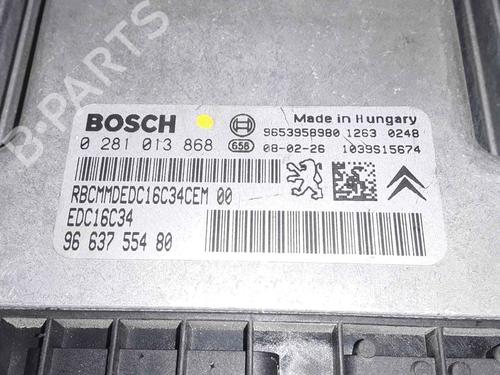 B-PARTS
BOSCH
Made in Hungary
0 281 013 868
9653958980 1263 0248
656 08-02-26 1039S15674
RBCMMDEDC16C34CEM 00
EDC16C34
96 637 554 80